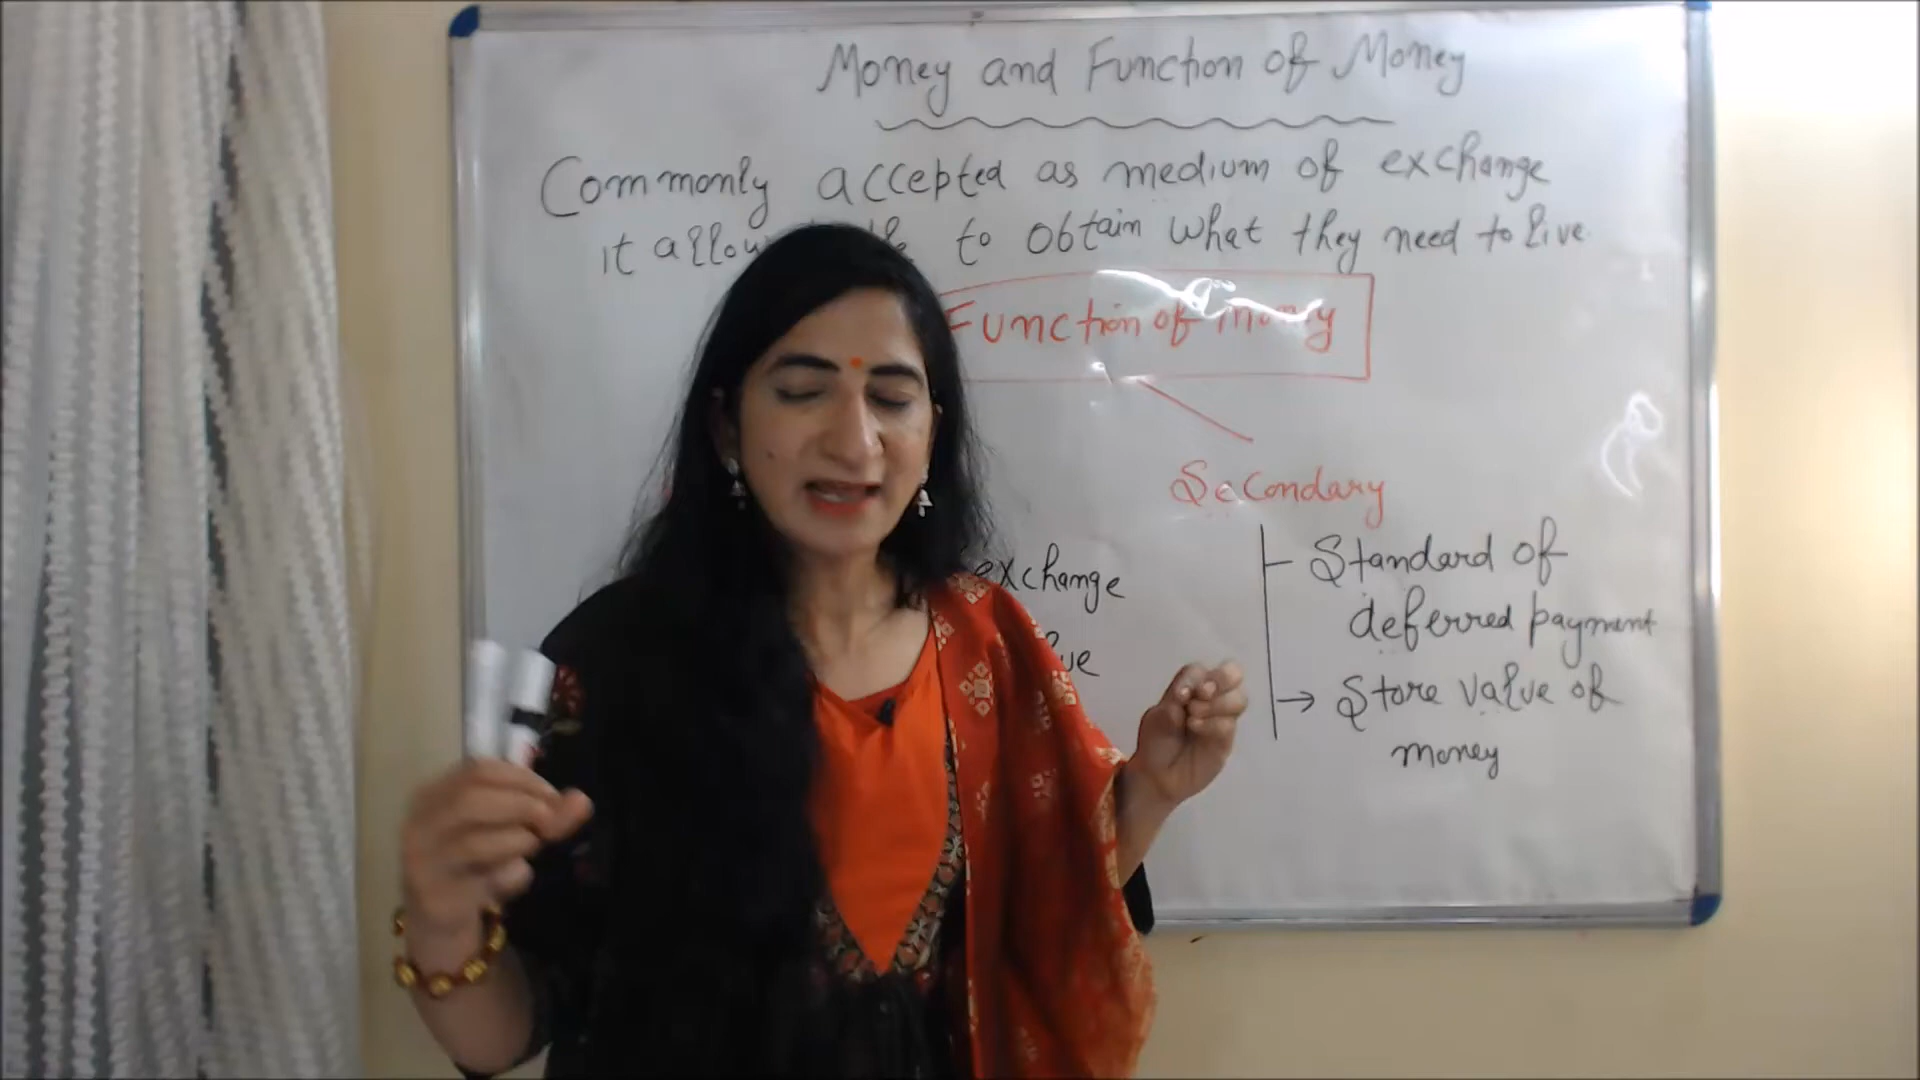 Money and Function of Money
Commonly accepted as medium of exchange
it to obtain what they need to live
Function of money
Secondary
exchange
Standard of
deferred payment
Store value of
money